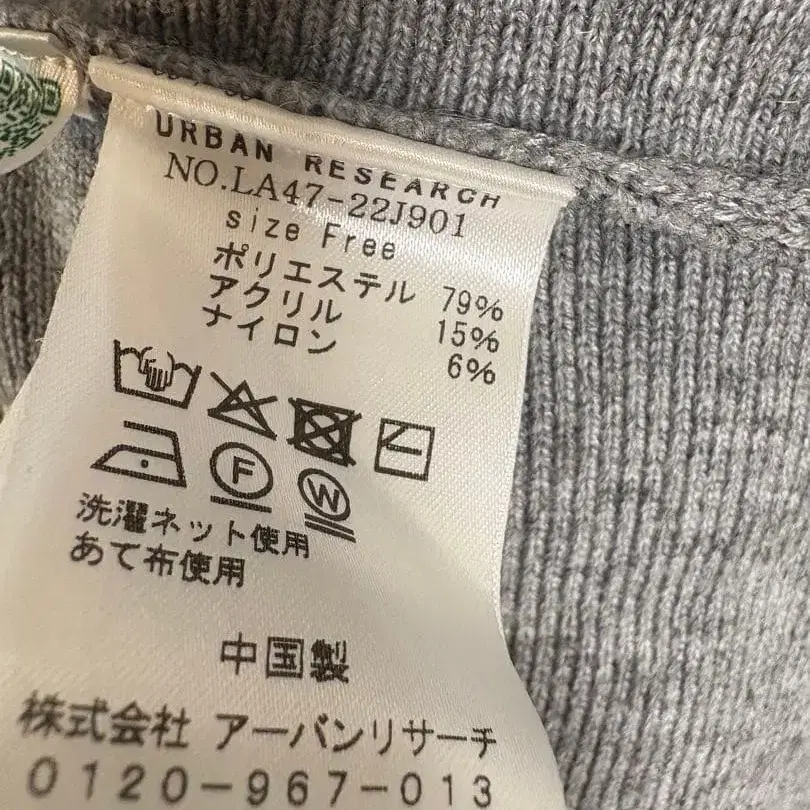 URBAN RESEARCH
NO.LA47-22J901
size Free
ポリエステル 79%
アクリル 15%
ナイロン 6%
F
W
洗濯ネット使用
あて布使用
中国製
株式会社 アーバンリサーチ
0120-967-013